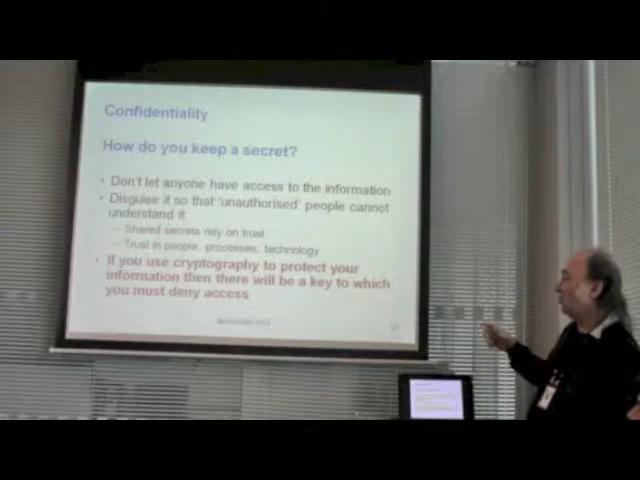 Confidentiality
How do you keep a secret?
• Don't let anyone have access to the information
• Disguise it so that 'unauthorised' people cannot
understand it
– Shared secrets rely on trust
– Trust in people, processes, technology
• If you use cryptography to protect your
information then there will be a key to which
you must deny access